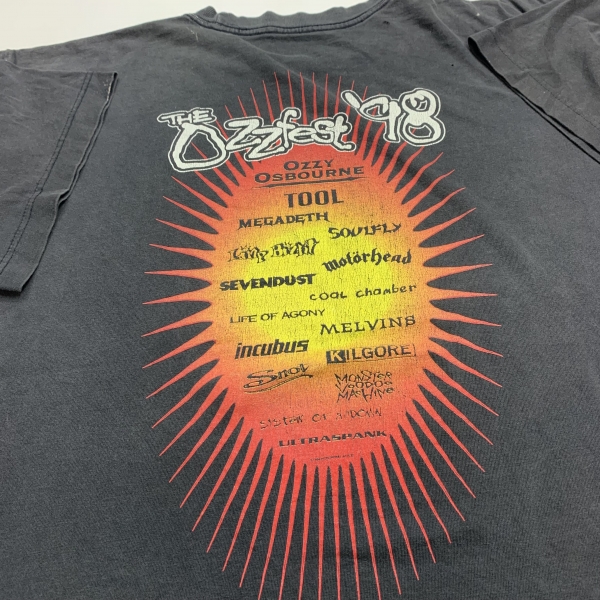 THE
Ozzfest '98
OZZY
OSBOURNE
TOOL
MEGADETH
SOULFLY
Limp Bizkit
motörhead
SEVENDUST
COAL chamber
LIFE OF AGONY
MELVINS
incubus
KILGORE
Snot
MONSTER
VOODOO
MACHINE
SYSTEM OF A DOWN
ULTRASPANK